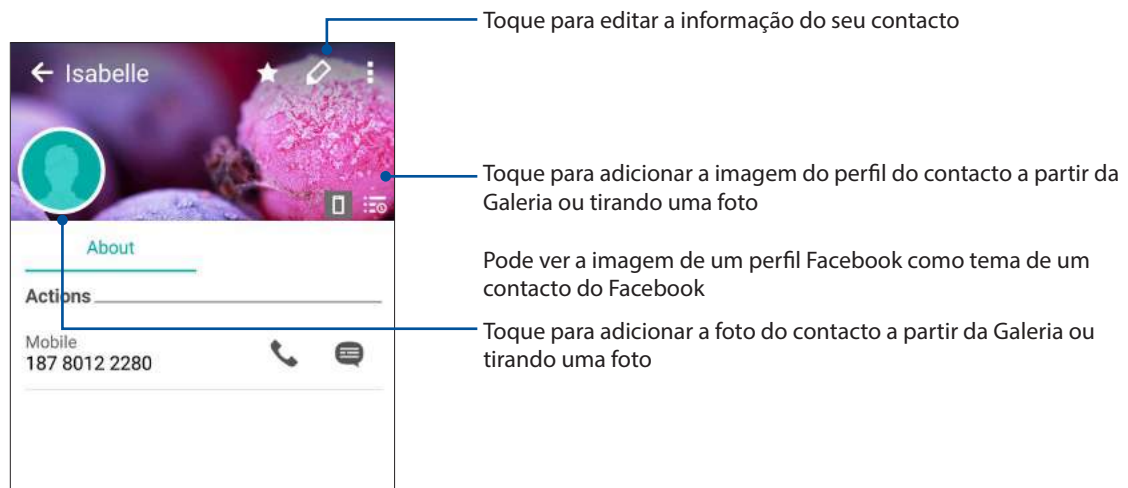 Toque para editar a informação do seu contacto
Isabelle
Toque para adicionar a imagem do perfil do contacto a partir da
Galeria ou tirando uma foto
About
Pode ver a imagem de um perfil Facebook como tema de um
contacto do Facebook
Actions
Toque para adicionar a foto do contacto a partir da Galeria ou
tirando uma foto
Mobile
187 8012 2280